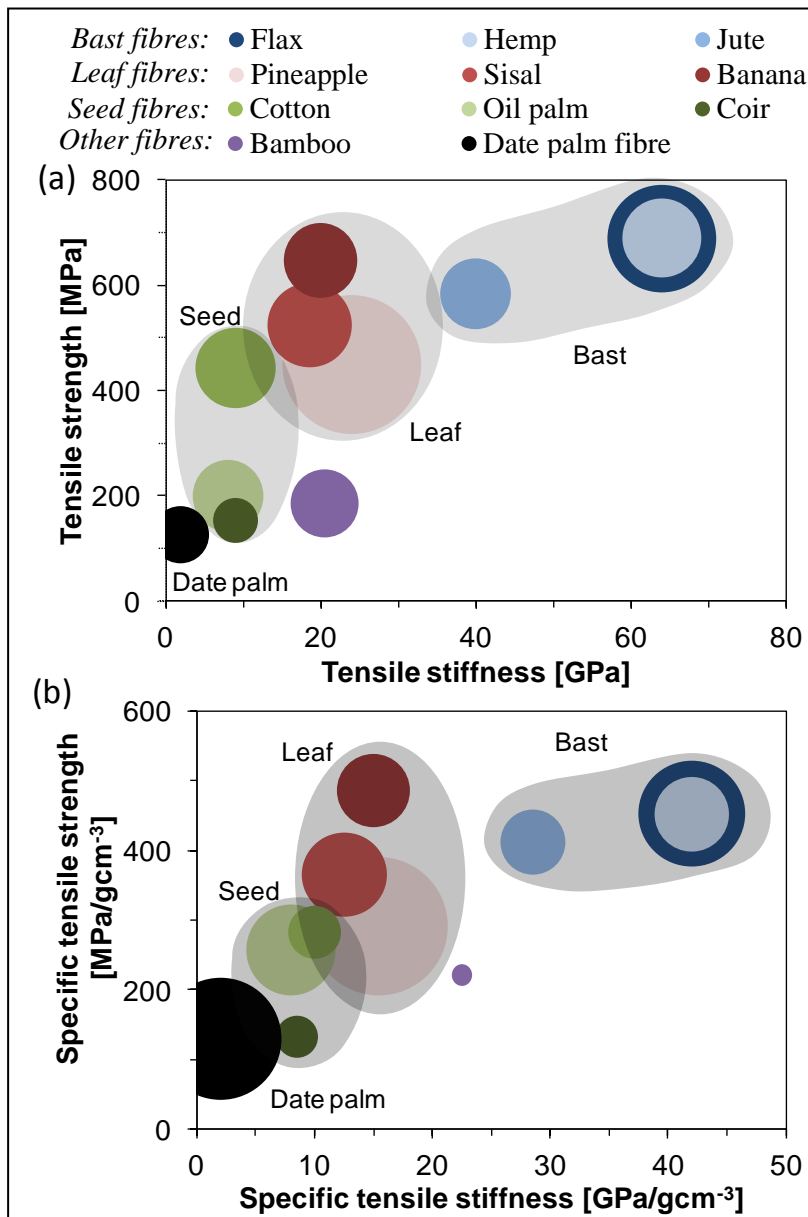 Bast fibres: Flax Hemp Jute
Leaf fibres: Pineapple Sisal Banana
Seed fibres: Cotton Oil palm Coir
Other fibres: Bamboo Date palm fibre
(a)
800
600
400
200
0
Tensile strength [MPa]
Seed
Bast
Leaf
Date palm
0 20 40 60 80
Tensile stiffness [GPa]
(b)
600
400
200
0
Specific tensile strength
[MPa/gcm⁻³]
Leaf
Bast
Seed
Date palm
0 10 20 30 40 50
Specific tensile stiffness [GPa/gcm⁻³]